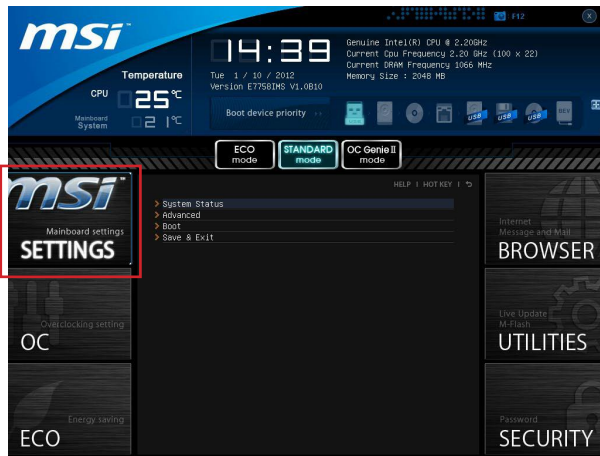 msi
F12
X
14:39
Tue 1 / 10 / 2012
Version E7758IMS V1.0B10
Genuine Intel(R) CPU @ 2.20GHz
Current Cpu Frequency 2.20 GHz (100 x 22)
Current DRAM Frequency 1066 MHz
Memory Size : 2048 MB
Temperature
CPU 25°C
Mainboard
System 21°C
Boot device priority
USB
USB
USB
DEV
ECO
mode
STANDARD
mode
OC Genie II
mode
HELP | HOTKEY |
msi
Mainboard settings
SETTINGS
> System Status
> Advanced
> Boot
> Save & Exit
Internet
Message and Mail
BROWSER
Overclocking setting
OC
Live Update
M-Flash
UTILITIES
Energy saving
ECO
Password
SECURITY